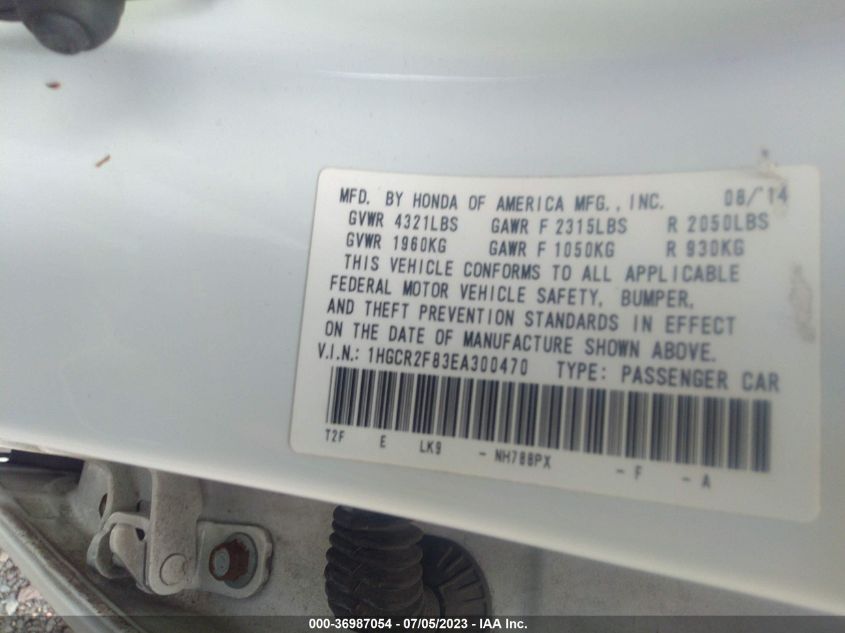 MFD. BY HONDA OF AMERICA MFG., INC. 08/'14
GVWR 4321LBS GAWR F 2315LBS R 2050LBS
GVWR 1960KG GAWR F 1050KG R 930KG
THIS VEHICLE CONFORMS TO ALL APPLICABLE
FEDERAL MOTOR VEHICLE SAFETY, BUMPER,
AND THEFT PREVENTION STANDARDS IN EFFECT
ON THE DATE OF MANUFACTURE SHOWN ABOVE.
V.I.N.: 1HGCR2F83EA300470 TYPE: PASSENGER CAR
T2F E LK9 - NH788PX - F - A
000-36987054 - 07/05/2023 - IAA Inc.